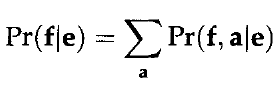 Pr(f|e) = ∑ Pr(f, a|e)
a